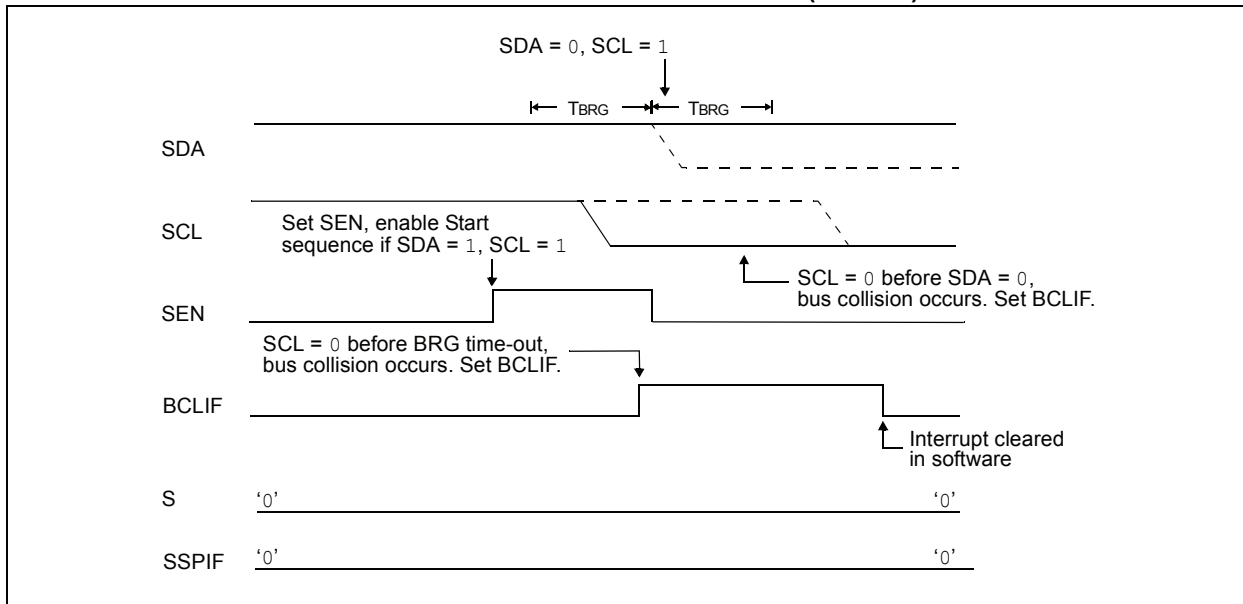 SDA = 0, SCL = 1
TBRG TBRG
SDA
SCL
Set SEN, enable Start
sequence if SDA = 1, SCL = 1
SCL = 0 before SDA = 0,
bus collision occurs. Set BCLIF.
SEN
SCL = 0 before BRG time-out,
bus collision occurs. Set BCLIF.
BCLIF
Interrupt cleared
in software
S ‘0’ ‘0’
SSPIF ‘0’ ‘0’